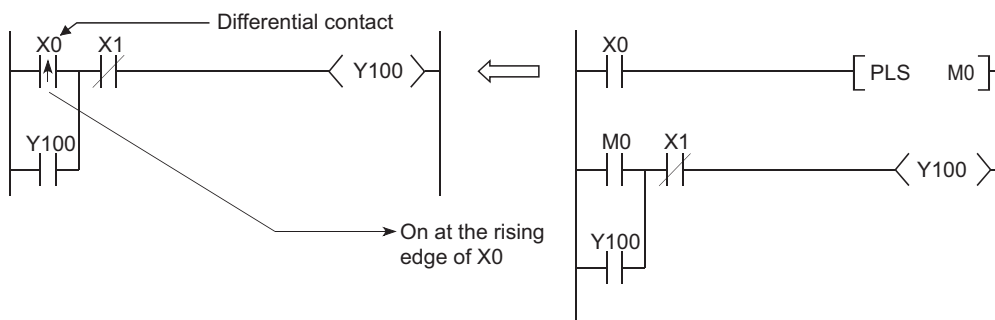 Differential contact
X0 X1
Y100
Y100
On at the rising
edge of X0
X0
PLS M0
M0 X1
Y100
Y100